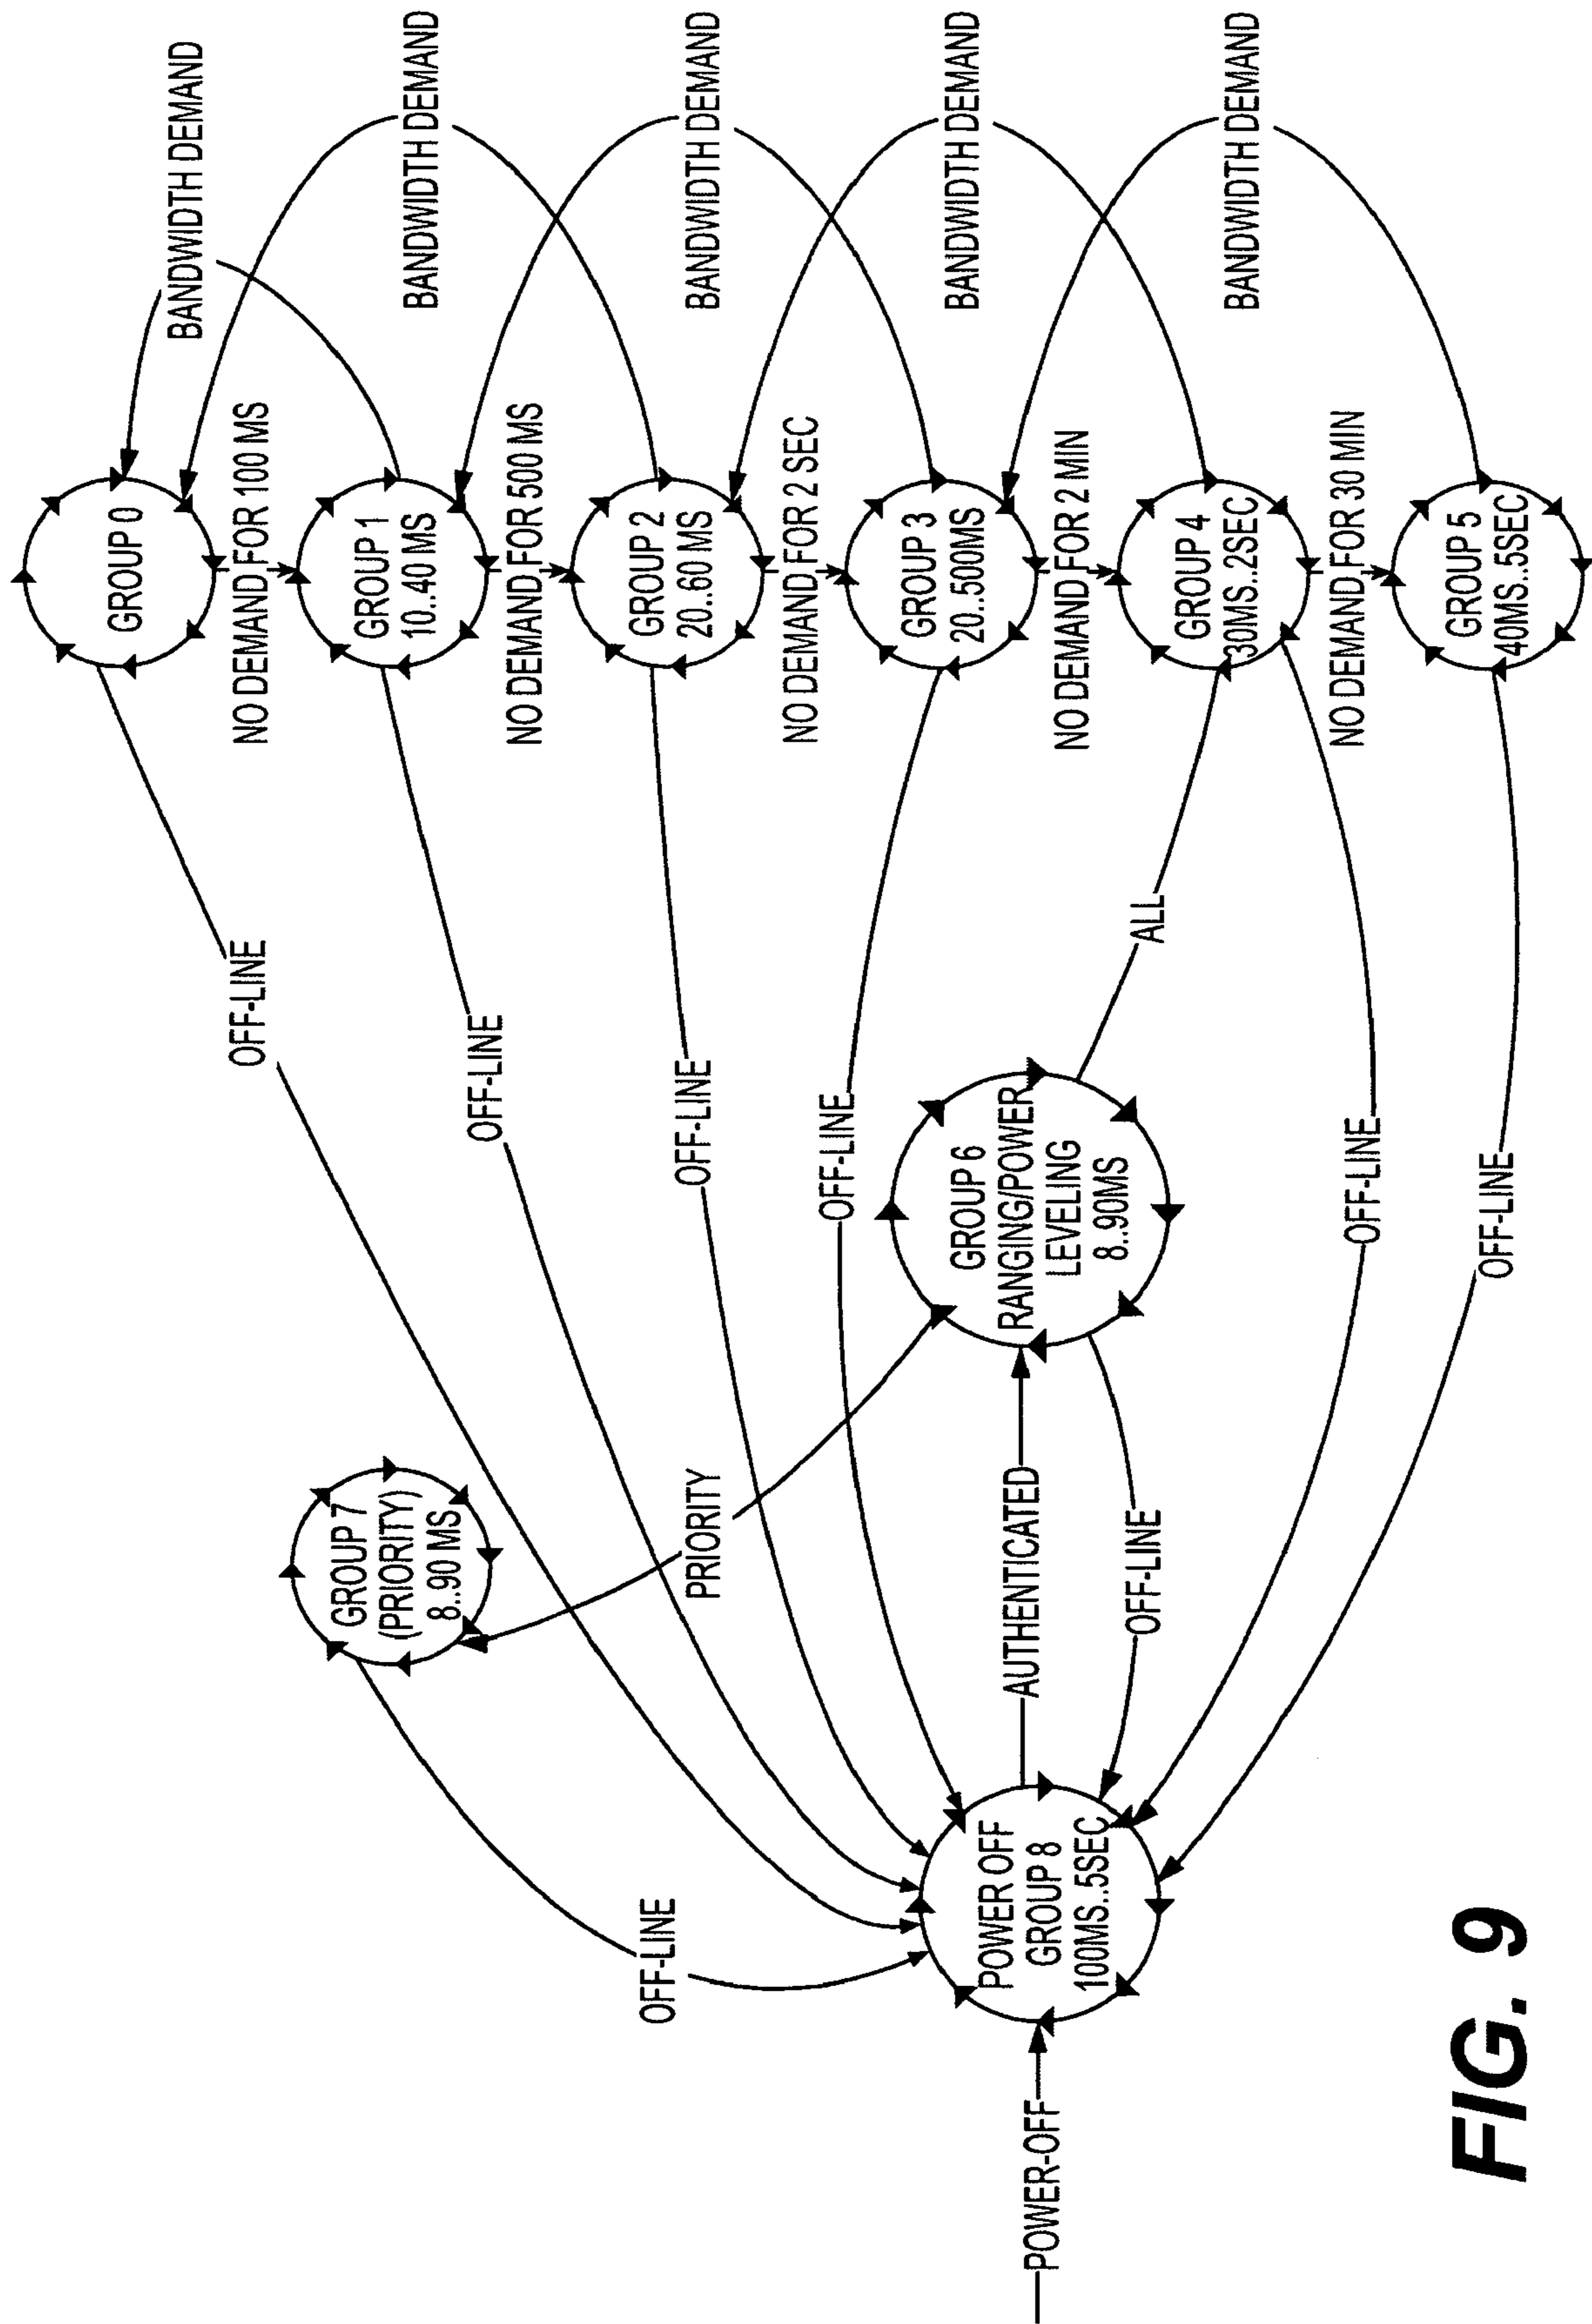 POWER-OFF
POWER OFF
GROUP 8
100MS..5SEC
OFF-LINE
GROUP 7
(PRIORITY)
8..90 MS
PRIORITY
AUTHENTICATED
OFF-LINE
GROUP 6
RANGING/POWER
LEVELING
8..90MS
ALL
OFF-LINE
OFF-LINE
OFF-LINE
OFF-LINE
OFF-LINE
OFF-LINE
GROUP 0
NO DEMAND FOR 100 MS
GROUP 1
10..40 MS
NO DEMAND FOR 500 MS
GROUP 2
20..60 MS
NO DEMAND FOR 2 SEC
GROUP 3
20..500MS
NO DEMAND FOR 2 MIN
GROUP 4
30MS..2SEC
NO DEMAND FOR 30 MIN
GROUP 5
40MS..5SEC
BANDWIDTH DEMAND
BANDWIDTH DEMAND
BANDWIDTH DEMAND
BANDWIDTH DEMAND
BANDWIDTH DEMAND
FIG. 9